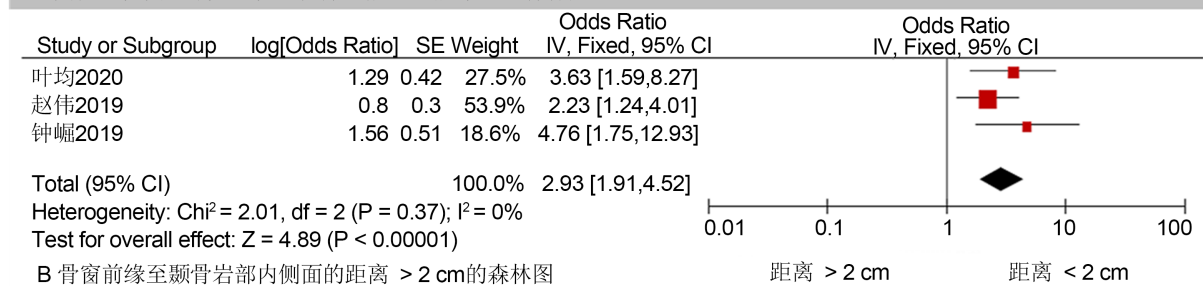 Odds Ratio Odds Ratio
Study or Subgroup log[Odds Ratio] SE Weight IV, Fixed, 95% CI IV, Fixed, 95% CI
叶均2020 1.29 0.42 27.5% 3.63 [1.59,8.27]
赵伟2019 0.8 0.3 53.9% 2.23 [1.24,4.01]
钟崛2019 1.56 0.51 18.6% 4.76 [1.75,12.93]
Total (95% CI) 100.0% 2.93 [1.91,4.52]
Heterogeneity: Chi² = 2.01, df = 2 (P = 0.37); I² = 0%
Test for overall effect: Z = 4.89 (P < 0.00001)
0.01 0.1 1 10 100
B 骨窗前缘至颞骨岩部内侧面的距离 > 2 cm的森林图 距离 > 2 cm 距离 < 2 cm